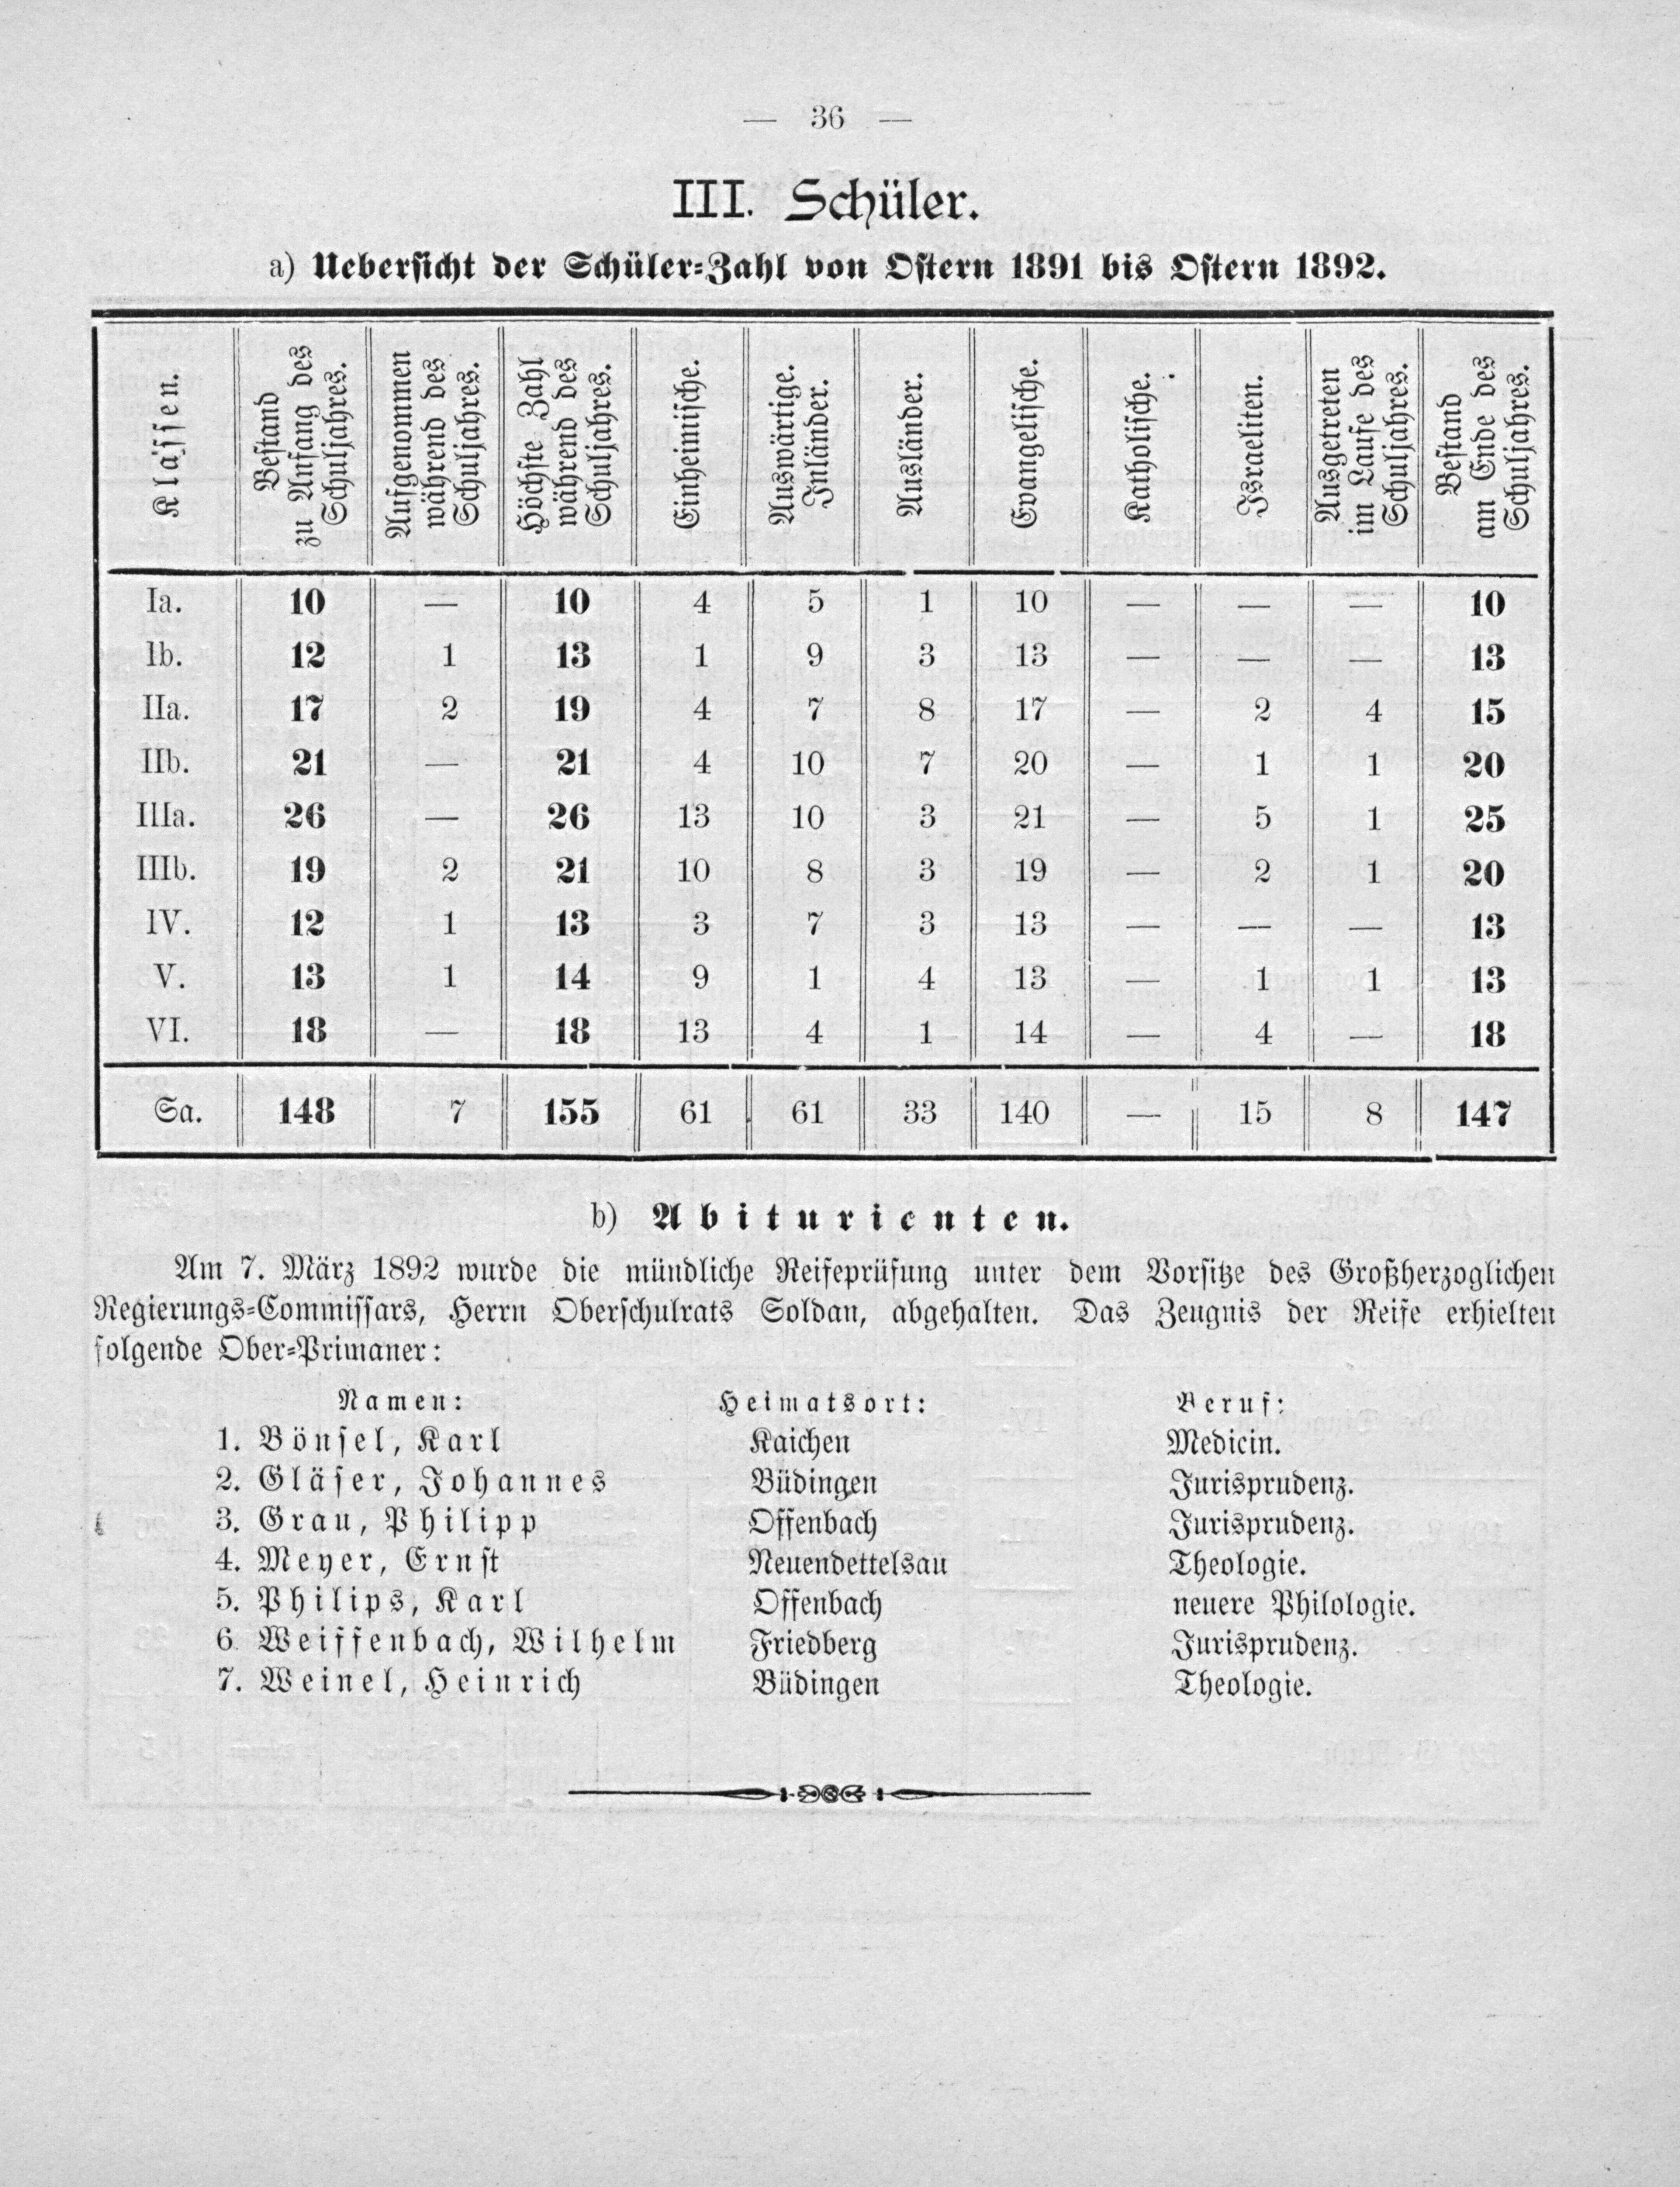 — 36 —
III. Schüler.
a) Uebersicht der Schüler-Zahl von Ostern 1891 bis Ostern 1892.
Klassen. | Bestand zu Anfang des Schuljahres. | Aufgenommen während des Schuljahres. | Höchste Zahl während des Schuljahres. | Einheimische. | Auswärtige. Inländer. | Ausländer. | Evangelische. | Katholische. | Israeliten. | Ausgetreten im Laufe des Schuljahres. | Bestand am Ende des Schuljahres.
Ia. 10 — 10 4 5 1 10 — — — 10
Ib. 12 1 13 1 9 3 13 — — — 13
IIa. 17 2 19 4 7 8 17 — 2 4 15
IIb. 21 — 21 4 10 7 20 — 1 1 20
IIIa. 26 — 26 13 10 3 21 — 5 1 25
IIIb. 19 2 21 10 8 3 19 — 2 1 20
IV. 12 1 13 3 7 3 13 — — — 13
V. 13 1 14 9 1 4 13 — 1 1 13
VI. 18 — 18 13 4 1 14 — 4 — 18
Sa. 148 7 155 61 61 33 140 — 15 8 147
b) Abiturienten.
Am 7. März 1892 wurde die mündliche Reifeprüfung unter dem Vorsitze des Großherzoglichen
Regierungs-Commissars, Herrn Oberschulrats Soldan, abgehalten. Das Zeugnis der Reife erhielten
folgende Ober-Primaner:
Namen: Heimatsort: Beruf:
1. Bönsel, Karl Kaichen Medicin.
2. Gläser, Johannes Büdingen Jurisprudenz.
3. Grau, Philipp Offenbach Jurisprudenz.
4. Meyer, Ernst Neuendettelsau Theologie.
5. Philips, Karl Offenbach neuere Philologie.
6. Weiffenbach, Wilhelm Friedberg Jurisprudenz.
7. Weinel, Heinrich Büdingen Theologie.